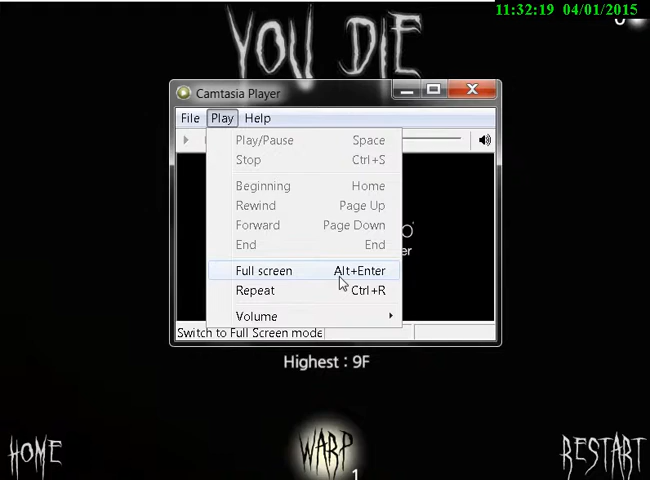 11:32:19 04/01/2015
YOU DIE
Camtasia Player
File Play Help
Play/Pause Space
Stop Ctrl+S
Beginning Home
Rewind Page Up
Forward Page Down
End End
Full screen Alt+Enter
Repeat Ctrl+R
Volume
Switch to Full Screen mode
Highest : 9F
HOME
WARP
1
RESTART